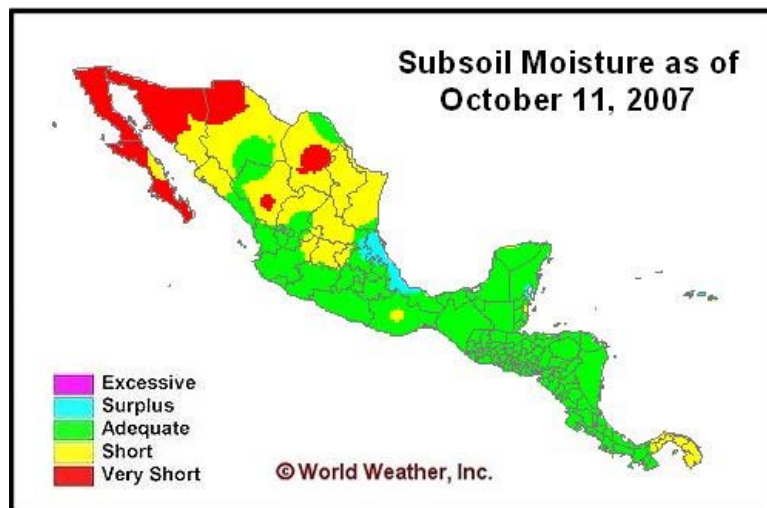 Subsoil Moisture as of
October 11, 2007
Excessive
Surplus
Adequate
Short
Very Short
© World Weather, Inc.